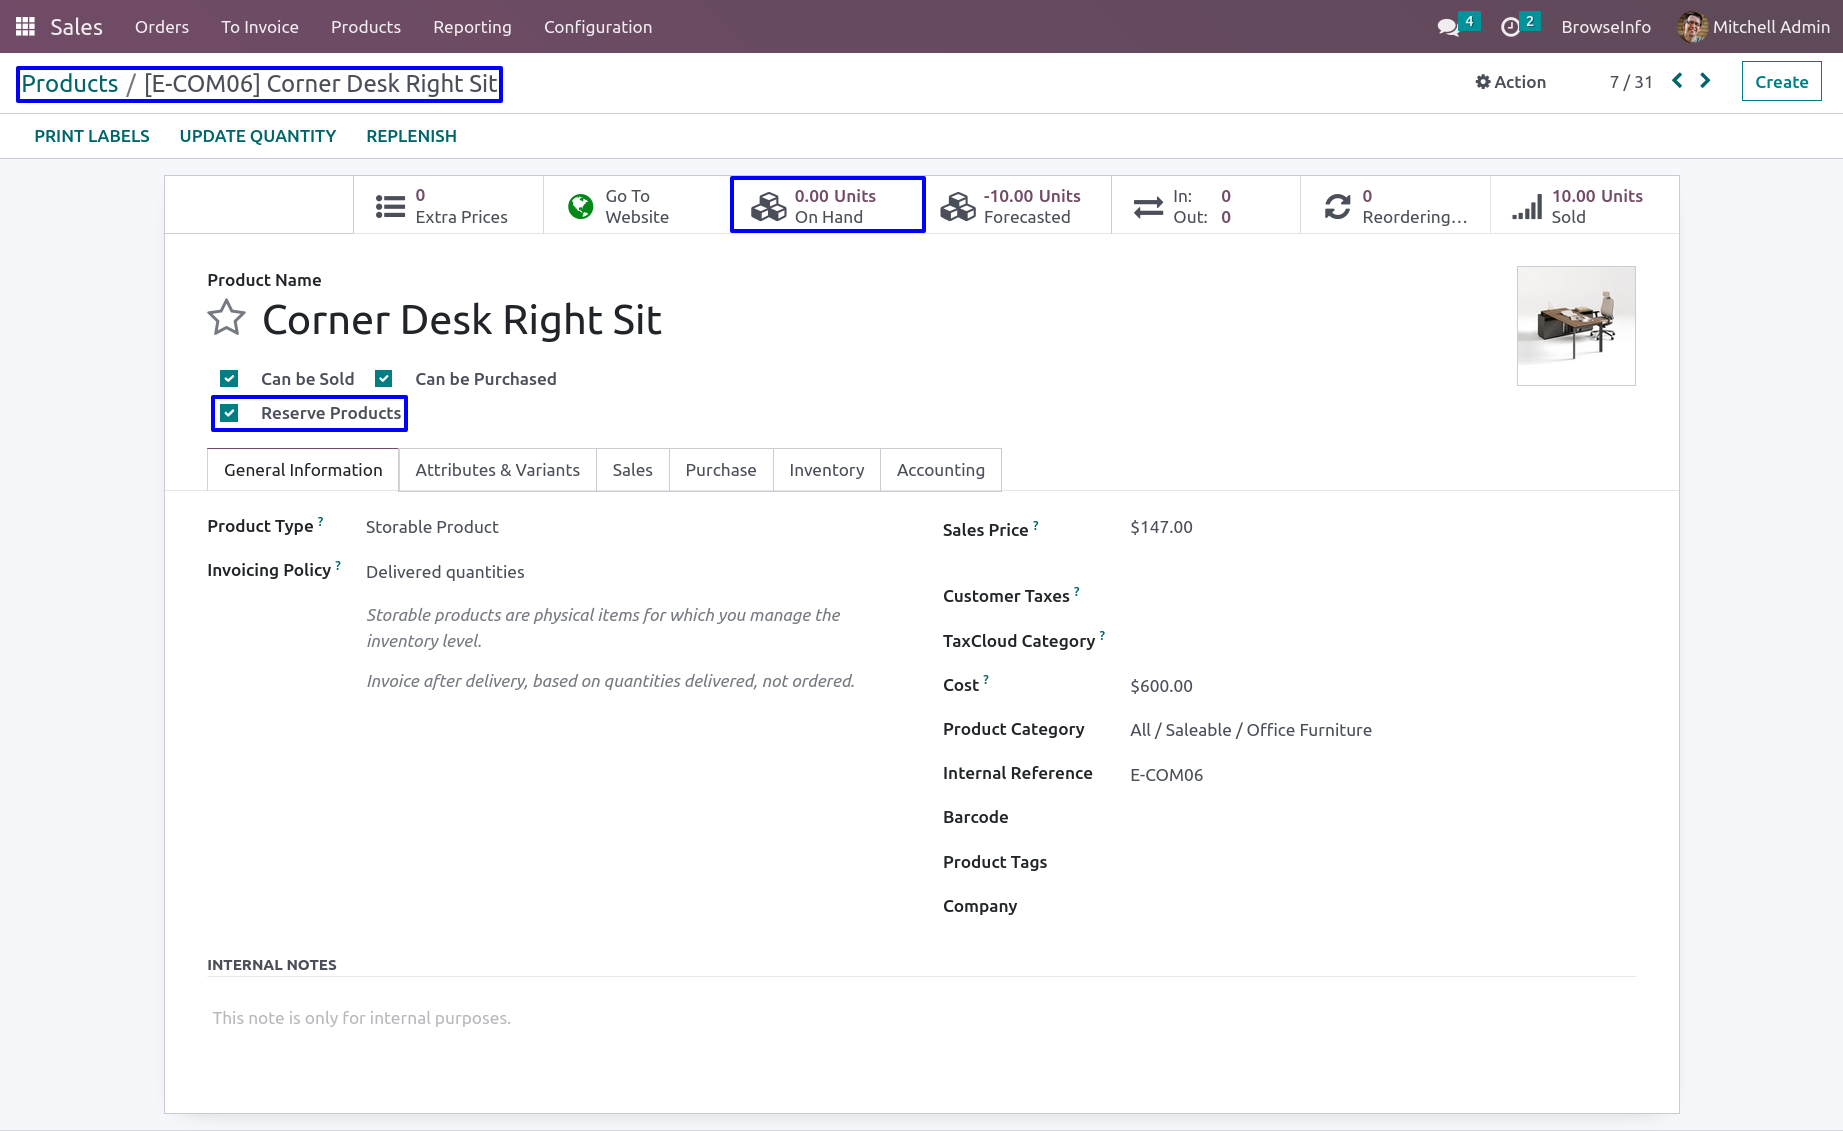 Sales Orders To Invoice Products Reporting Configuration 4 2 BrowseInfo Mitchell Admin
Products / [E-COM06] Corner Desk Right Sit Action 7 / 31 Create
PRINT LABELS UPDATE QUANTITY REPLENISH
0 Extra Prices
Go To Website
0.00 Units On Hand
-10.00 Units Forecasted
In: 0
Out: 0
0 Reordering...
10.00 Units Sold
Product Name
Corner Desk Right Sit
Can be Sold Can be Purchased
Reserve Products
General Information Attributes & Variants Sales Purchase Inventory Accounting
Product Type ? Storable Product
Invoicing Policy ? Delivered quantities
Storable products are physical items for which you manage the
inventory level.
Invoice after delivery, based on quantities delivered, not ordered.
Sales Price ? $147.00
Customer Taxes ?
TaxCloud Category ?
Cost ? $600.00
Product Category All / Saleable / Office Furniture
Internal Reference E-COM06
Barcode
Product Tags
Company
INTERNAL NOTES
This note is only for internal purposes.